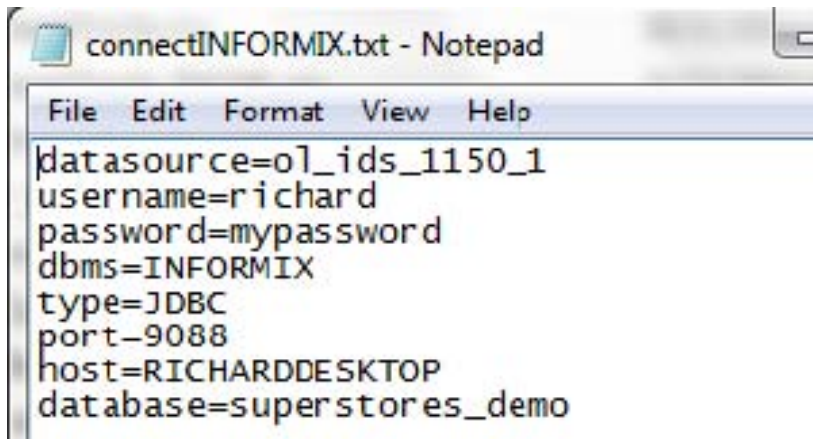 connectINFORMIX.txt - Notepad
File Edit Format View Help
datasource=ol_ids_1150_1
username=richard
password=mypassword
dbms=INFORMIX
type=JDBC
port=9088
host=RICHARDDESKTOP
database=superstores_demo